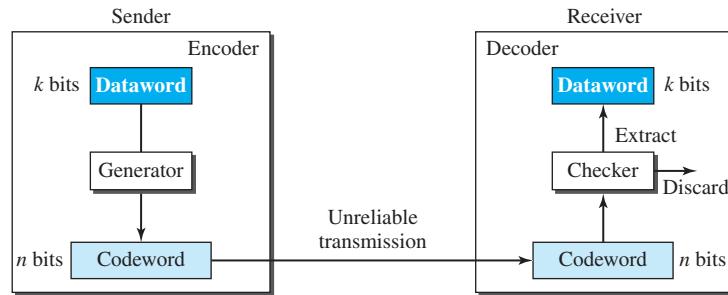 Sender
Receiver
Encoder
Decoder
k bits
Dataword
Dataword
k bits
Extract
Generator
Checker
Discard
Unreliable
transmission
n bits
Codeword
Codeword
n bits